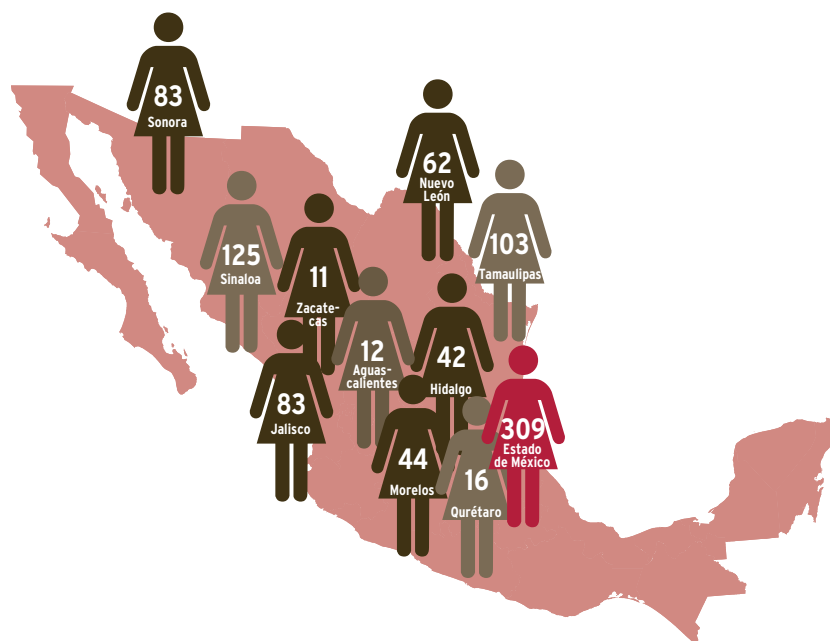 83
Sonora
62
Nuevo
León
103
Tamaulipas
125
Sinaloa
11
Zacate-
cas
12
Aguas-
calientes
42
Hidalgo
83
Jalisco
309
Estado
de México
44
Morelos
16
Qurétaro